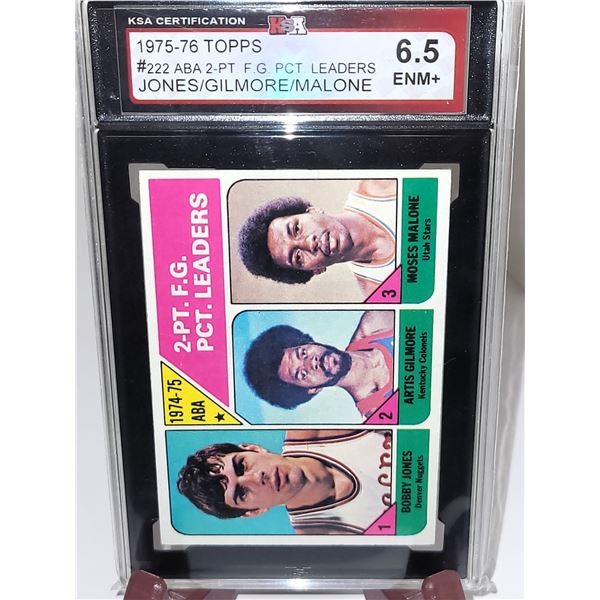 KSA CERTIFICATION
KSA
1975-76 TOPPS
#222 ABA 2-PT. F.G. PCT. LEADERS
JONES/GILMORE/MALONE
6.5
ENM+
1974-75
ABA
2-PT. F.G.
PCT. LEADERS
1
BOBBY JONES
Denver Nuggets
2
ARTIS GILMORE
Kentucky Colonels
3
MOSES MALONE
Utah Stars